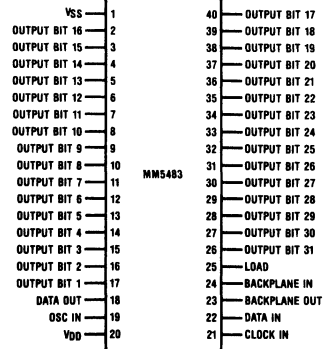 VSS 1
OUTPUT BIT 16 2
OUTPUT BIT 15 3
OUTPUT BIT 14 4
OUTPUT BIT 13 5
OUTPUT BIT 12 6
OUTPUT BIT 11 7
OUTPUT BIT 10 8
OUTPUT BIT 9 9
OUTPUT BIT 8 10
OUTPUT BIT 7 11
OUTPUT BIT 6 12
OUTPUT BIT 5 13
OUTPUT BIT 4 14
OUTPUT BIT 3 15
OUTPUT BIT 2 16
OUTPUT BIT 1 17
DATA OUT 18
OSC IN 19
VDD 20
MM5483
40 OUTPUT BIT 17
39 OUTPUT BIT 18
38 OUTPUT BIT 19
37 OUTPUT BIT 20
36 OUTPUT BIT 21
35 OUTPUT BIT 22
34 OUTPUT BIT 23
33 OUTPUT BIT 24
32 OUTPUT BIT 25
31 OUTPUT BIT 26
30 OUTPUT BIT 27
29 OUTPUT BIT 28
28 OUTPUT BIT 29
27 OUTPUT BIT 30
26 OUTPUT BIT 31
25 LOAD
24 BACKPLANE IN
23 BACKPLANE OUT
22 DATA IN
21 CLOCK IN